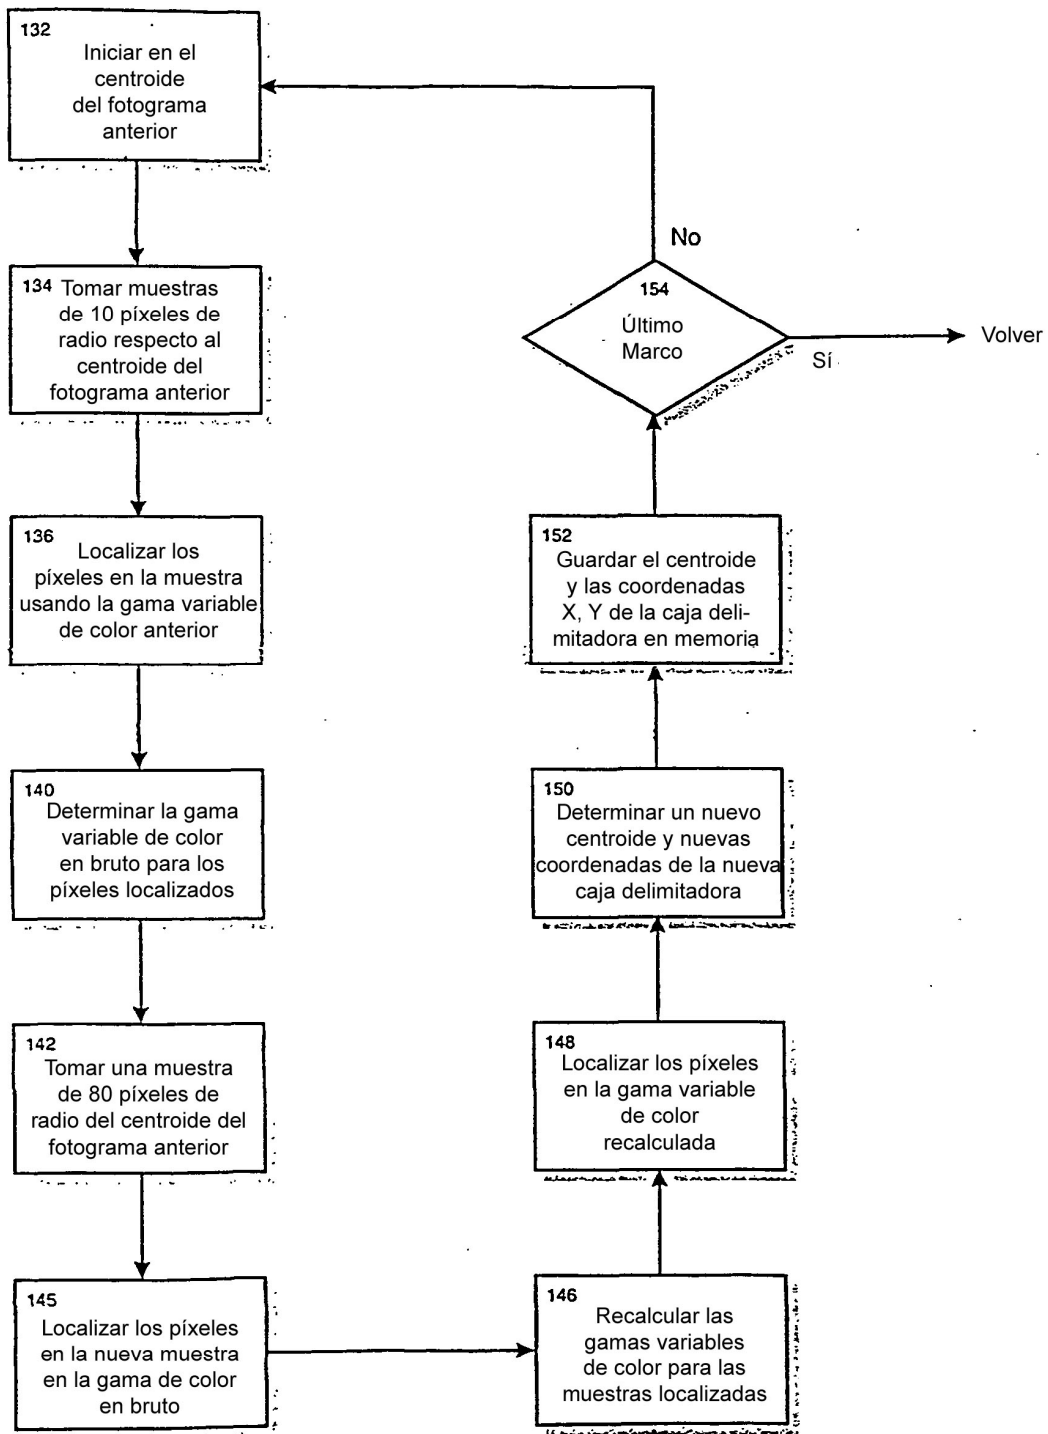 132
Iniciar en el
centroide
del fotograma
anterior
134 Tomar muestras
de 10 píxeles de
radio respecto al
centroide del
fotograma anterior
136
Localizar los
píxeles en la muestra
usando la gama variable
de color anterior
140
Determinar la gama
variable de color
en bruto para los
píxeles localizados
142
Tomar una muestra
de 80 píxeles de
radio del centroide del
fotograma anterior
145
Localizar los píxeles
en la nueva muestra
en la gama de color
en bruto
146
Recalcular las
gamas variables
de color para las
muestras localizadas
148
Localizar los píxeles
en la gama variable
de color
recalculada
150
Determinar un nuevo
centroide y nuevas
coordenadas de la nueva
caja delimitadora
152
Guardar el centroide
y las coordenadas
X, Y de la caja deli-
mitadora en memoria
154
Último
Marco
No
Sí
Volver